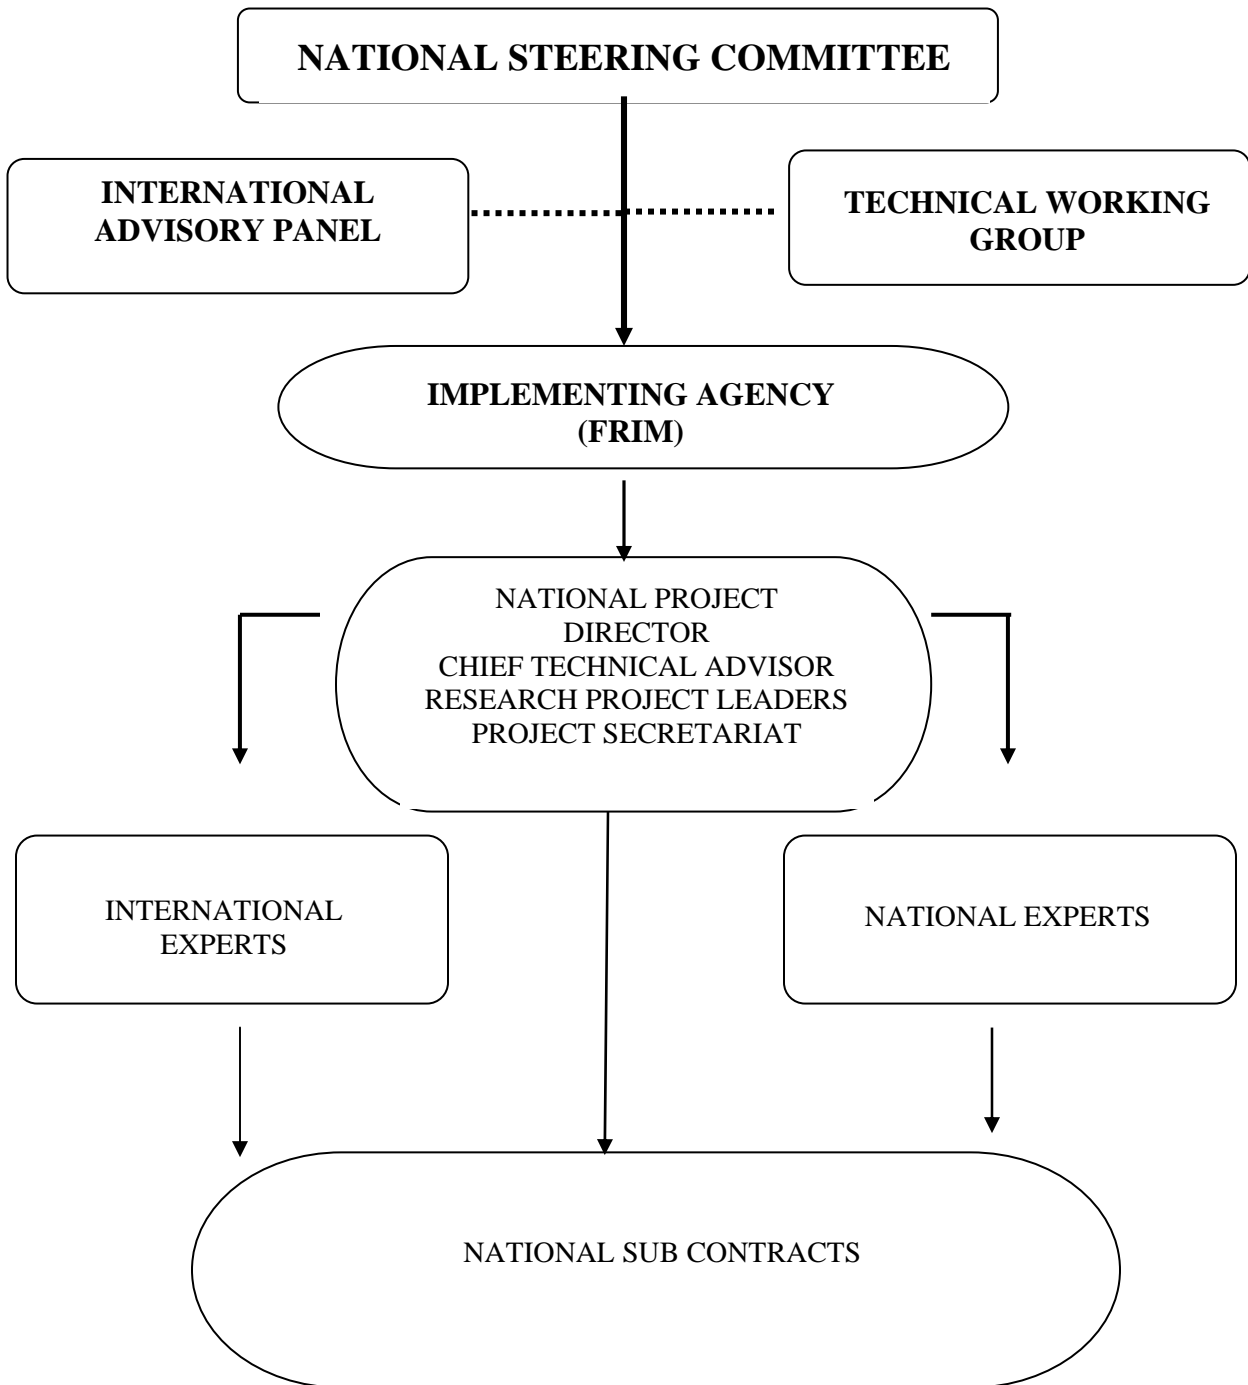 NATIONAL STEERING COMMITTEE
INTERNATIONAL
ADVISORY PANEL
TECHNICAL WORKING
GROUP
IMPLEMENTING AGENCY
(FRIM)
NATIONAL PROJECT
DIRECTOR
CHIEF TECHNICAL ADVISOR
RESEARCH PROJECT LEADERS
PROJECT SECRETARIAT
INTERNATIONAL
EXPERTS
NATIONAL EXPERTS
NATIONAL SUB CONTRACTS